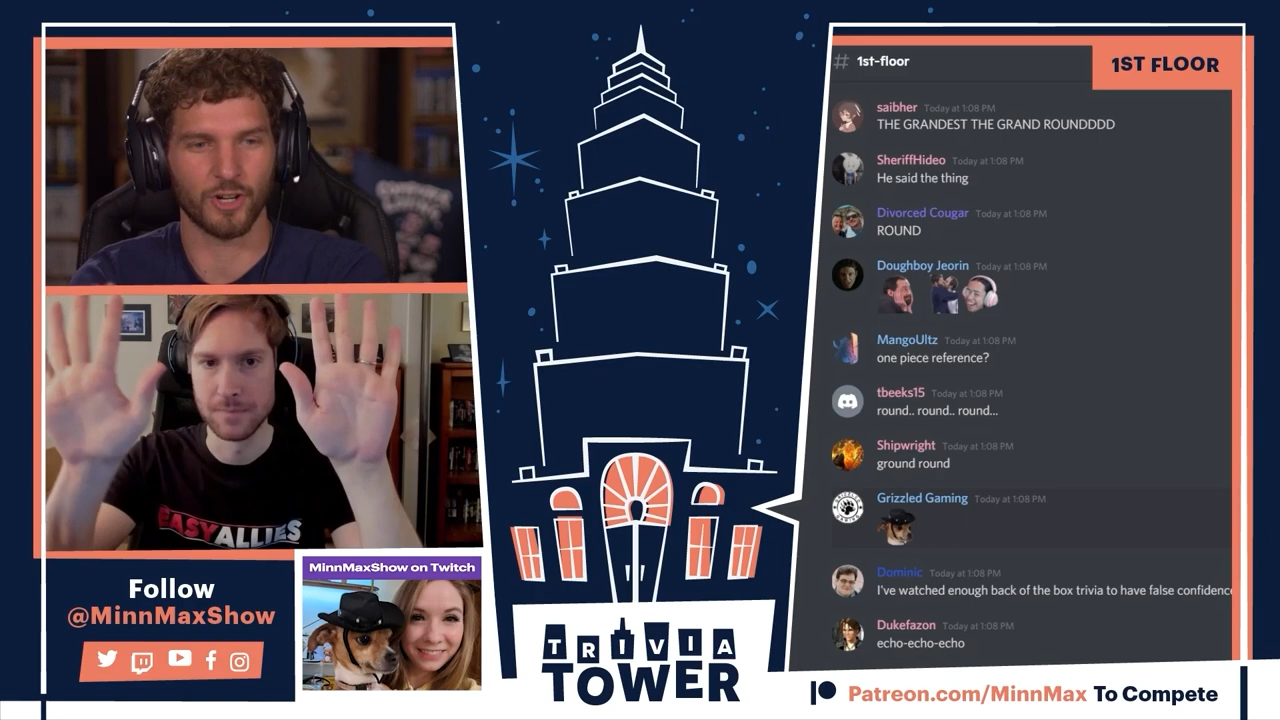 # 1st-floor
1ST FLOOR
saibher Today at 1:08 PM
THE GRANDEST THE GRAND ROUNDDDD
SheriffHideo Today at 1:08 PM
He said the thing
Divorced Cougar Today at 1:08 PM
ROUND
Doughboy Jeorin Today at 1:08 PM
MangoUltz Today at 1:08 PM
one piece reference?
tbeeks15 Today at 1:08 PM
round.. round.. round...
Shipwright Today at 1:08 PM
ground round
Grizzled Gaming Today at 1:08 PM
Dominic Today at 1:08 PM
I've watched enough back of the box trivia to have false confidence
Dukefazon Today at 1:08 PM
echo-echo-echo
EASYALLIES
Follow
@MinnMaxShow
MinnMaxShow on Twitch
TRIVIA
TOWER
Patreon.com/MinnMax To Compete